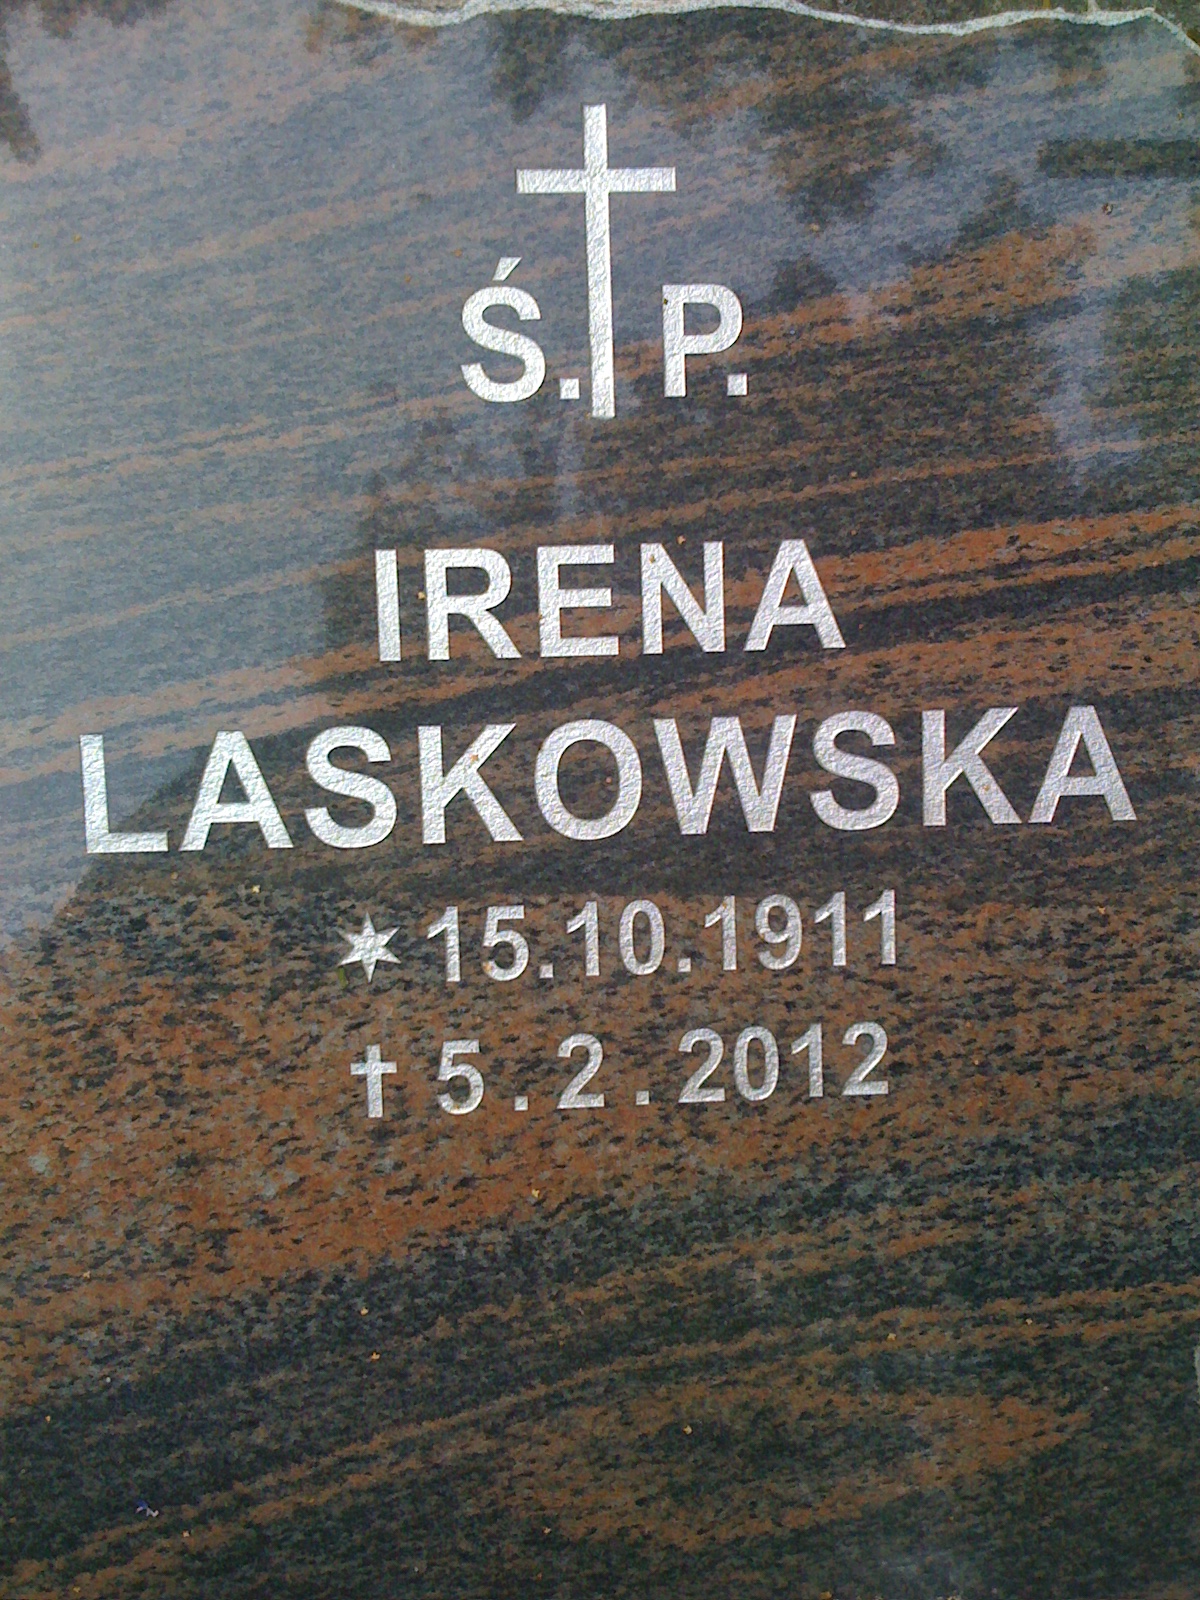 Ś. P.
IRENA
LASKOWSKA
✶ 15.10.1911
† 5.2.2012